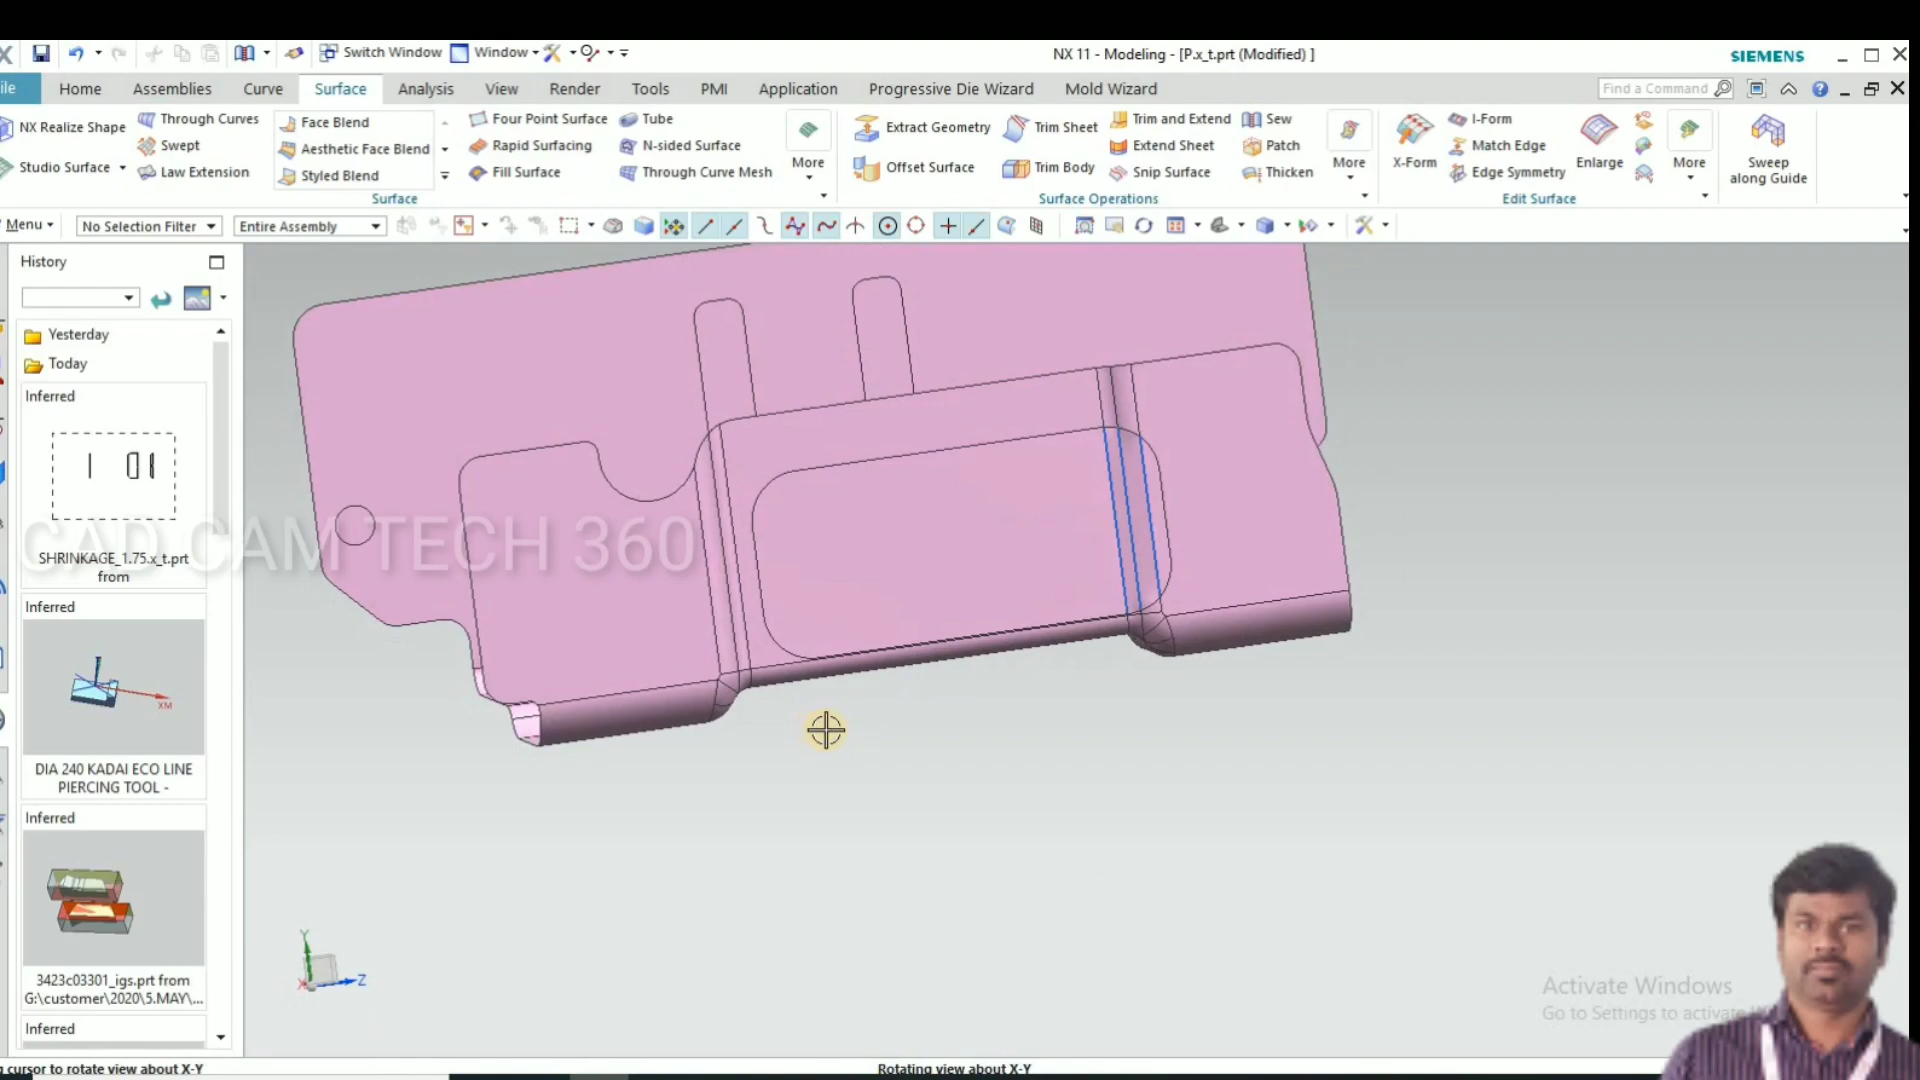 Switch Window Window NX 11 - Modeling - [P.x_t.prt (Modified) ] SIEMENS
ile Home Assemblies Curve Surface Analysis View Render Tools PMI Application Progressive Die Wizard Mold Wizard Find a Command
NX Realize Shape Through Curves Face Blend Four Point Surface Tube Extract Geometry Trim Sheet Trim and Extend Sew I-Form
Swept Aesthetic Face Blend Rapid Surfacing N-sided Surface More Extend Sheet Patch More X-Form Match Edge Enlarge More Sweep along Guide
Studio Surface Law Extension Styled Blend Fill Surface Through Curve Mesh Offset Surface Trim Body Snip Surface Thicken Edge Symmetry
Surface Surface Operations Edit Surface
Menu No Selection Filter Entire Assembly
History
Yesterday
Today
Inferred
SHRINKAGE_1.75.x_t.prt
from
Inferred
XM
DIA 240 KADAI ECO LINE
PIERCING TOOL -
Inferred
3423c03301_igs.prt from
G:\customer\2020\5.MAY\...
Inferred
CAD CAM TECH 360
Y
X
Z
Activate Windows
Go to Settings to activate
cursor to rotate view about X-Y Rotating view about X-Y